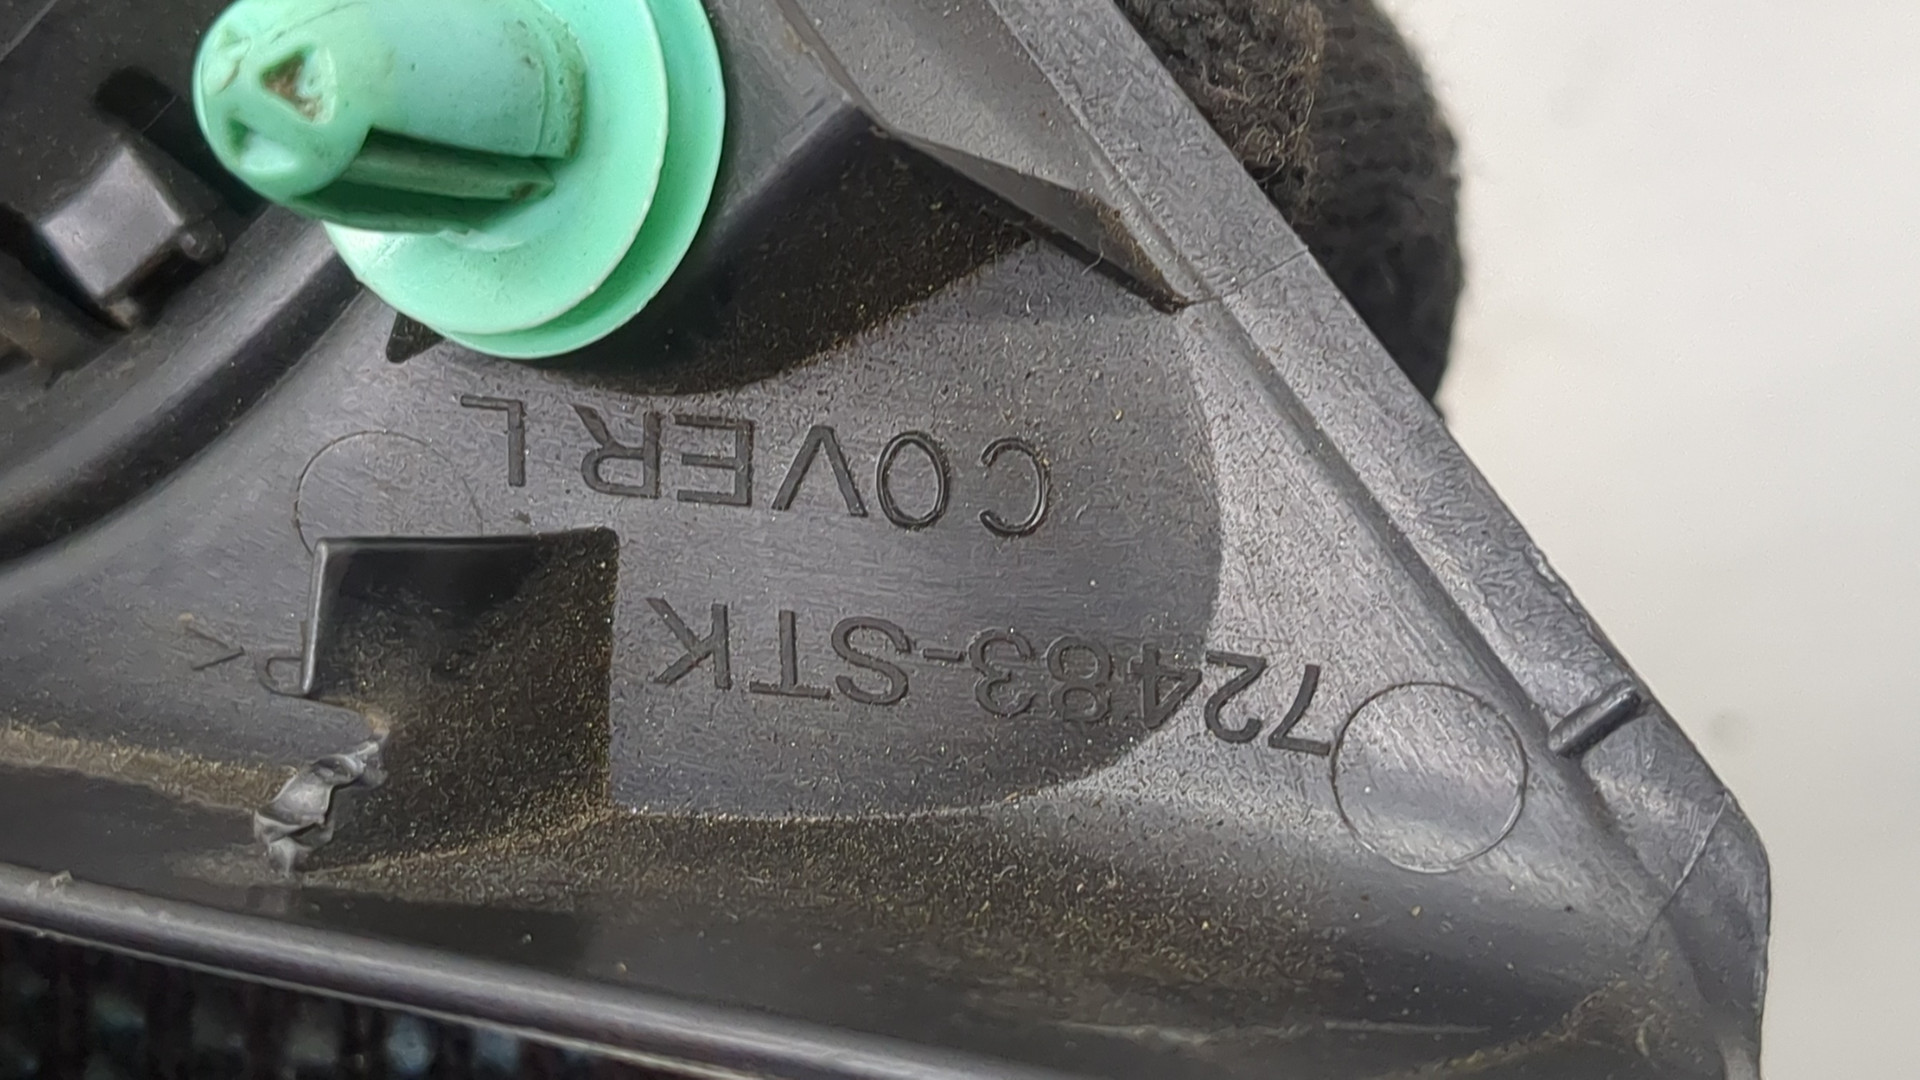 72483-STK
COVER L
P<